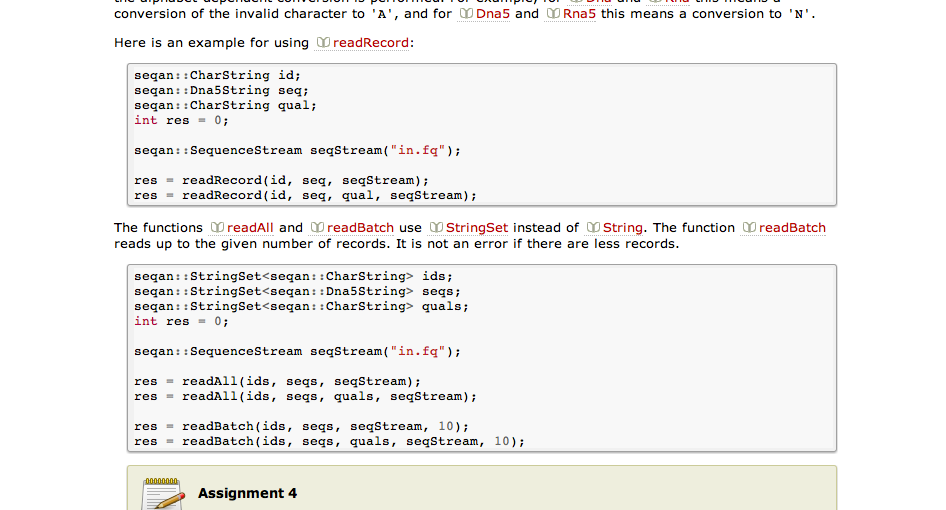 conversion of the invalid character to 'A', and for Dna5 and Rna5 this means a conversion to 'N'.
Here is an example for using readRecord:
seqan::CharString id;
seqan::Dna5String seq;
seqan::CharString qual;
int res = 0;
seqan::SequenceStream seqStream("in.fq");
res = readRecord(id, seq, seqStream);
res = readRecord(id, seq, qual, seqStream);
The functions readAll and readBatch use StringSet instead of String. The function readBatch
reads up to the given number of records. It is not an error if there are less records.
seqan::StringSet<seqan::CharString> ids;
seqan::StringSet<seqan::Dna5String> seqs;
seqan::StringSet<seqan::CharString> quals;
int res = 0;
seqan::SequenceStream seqStream("in.fq");
res = readAll(ids, seqs, seqStream);
res = readAll(ids, seqs, quals, seqStream);
res = readBatch(ids, seqs, seqStream, 10);
res = readBatch(ids, seqs, quals, seqStream, 10);
Assignment 4